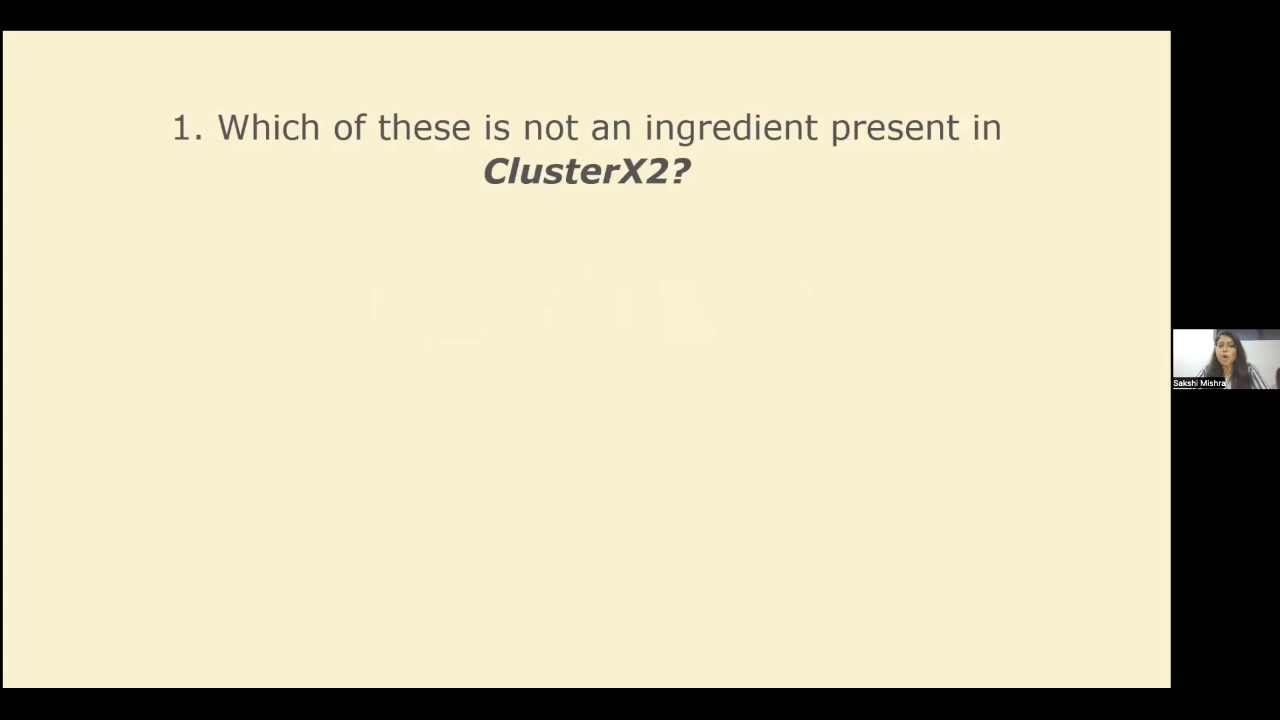 1. Which of these is not an ingredient present in
ClusterX2?
Sakshi Mishra